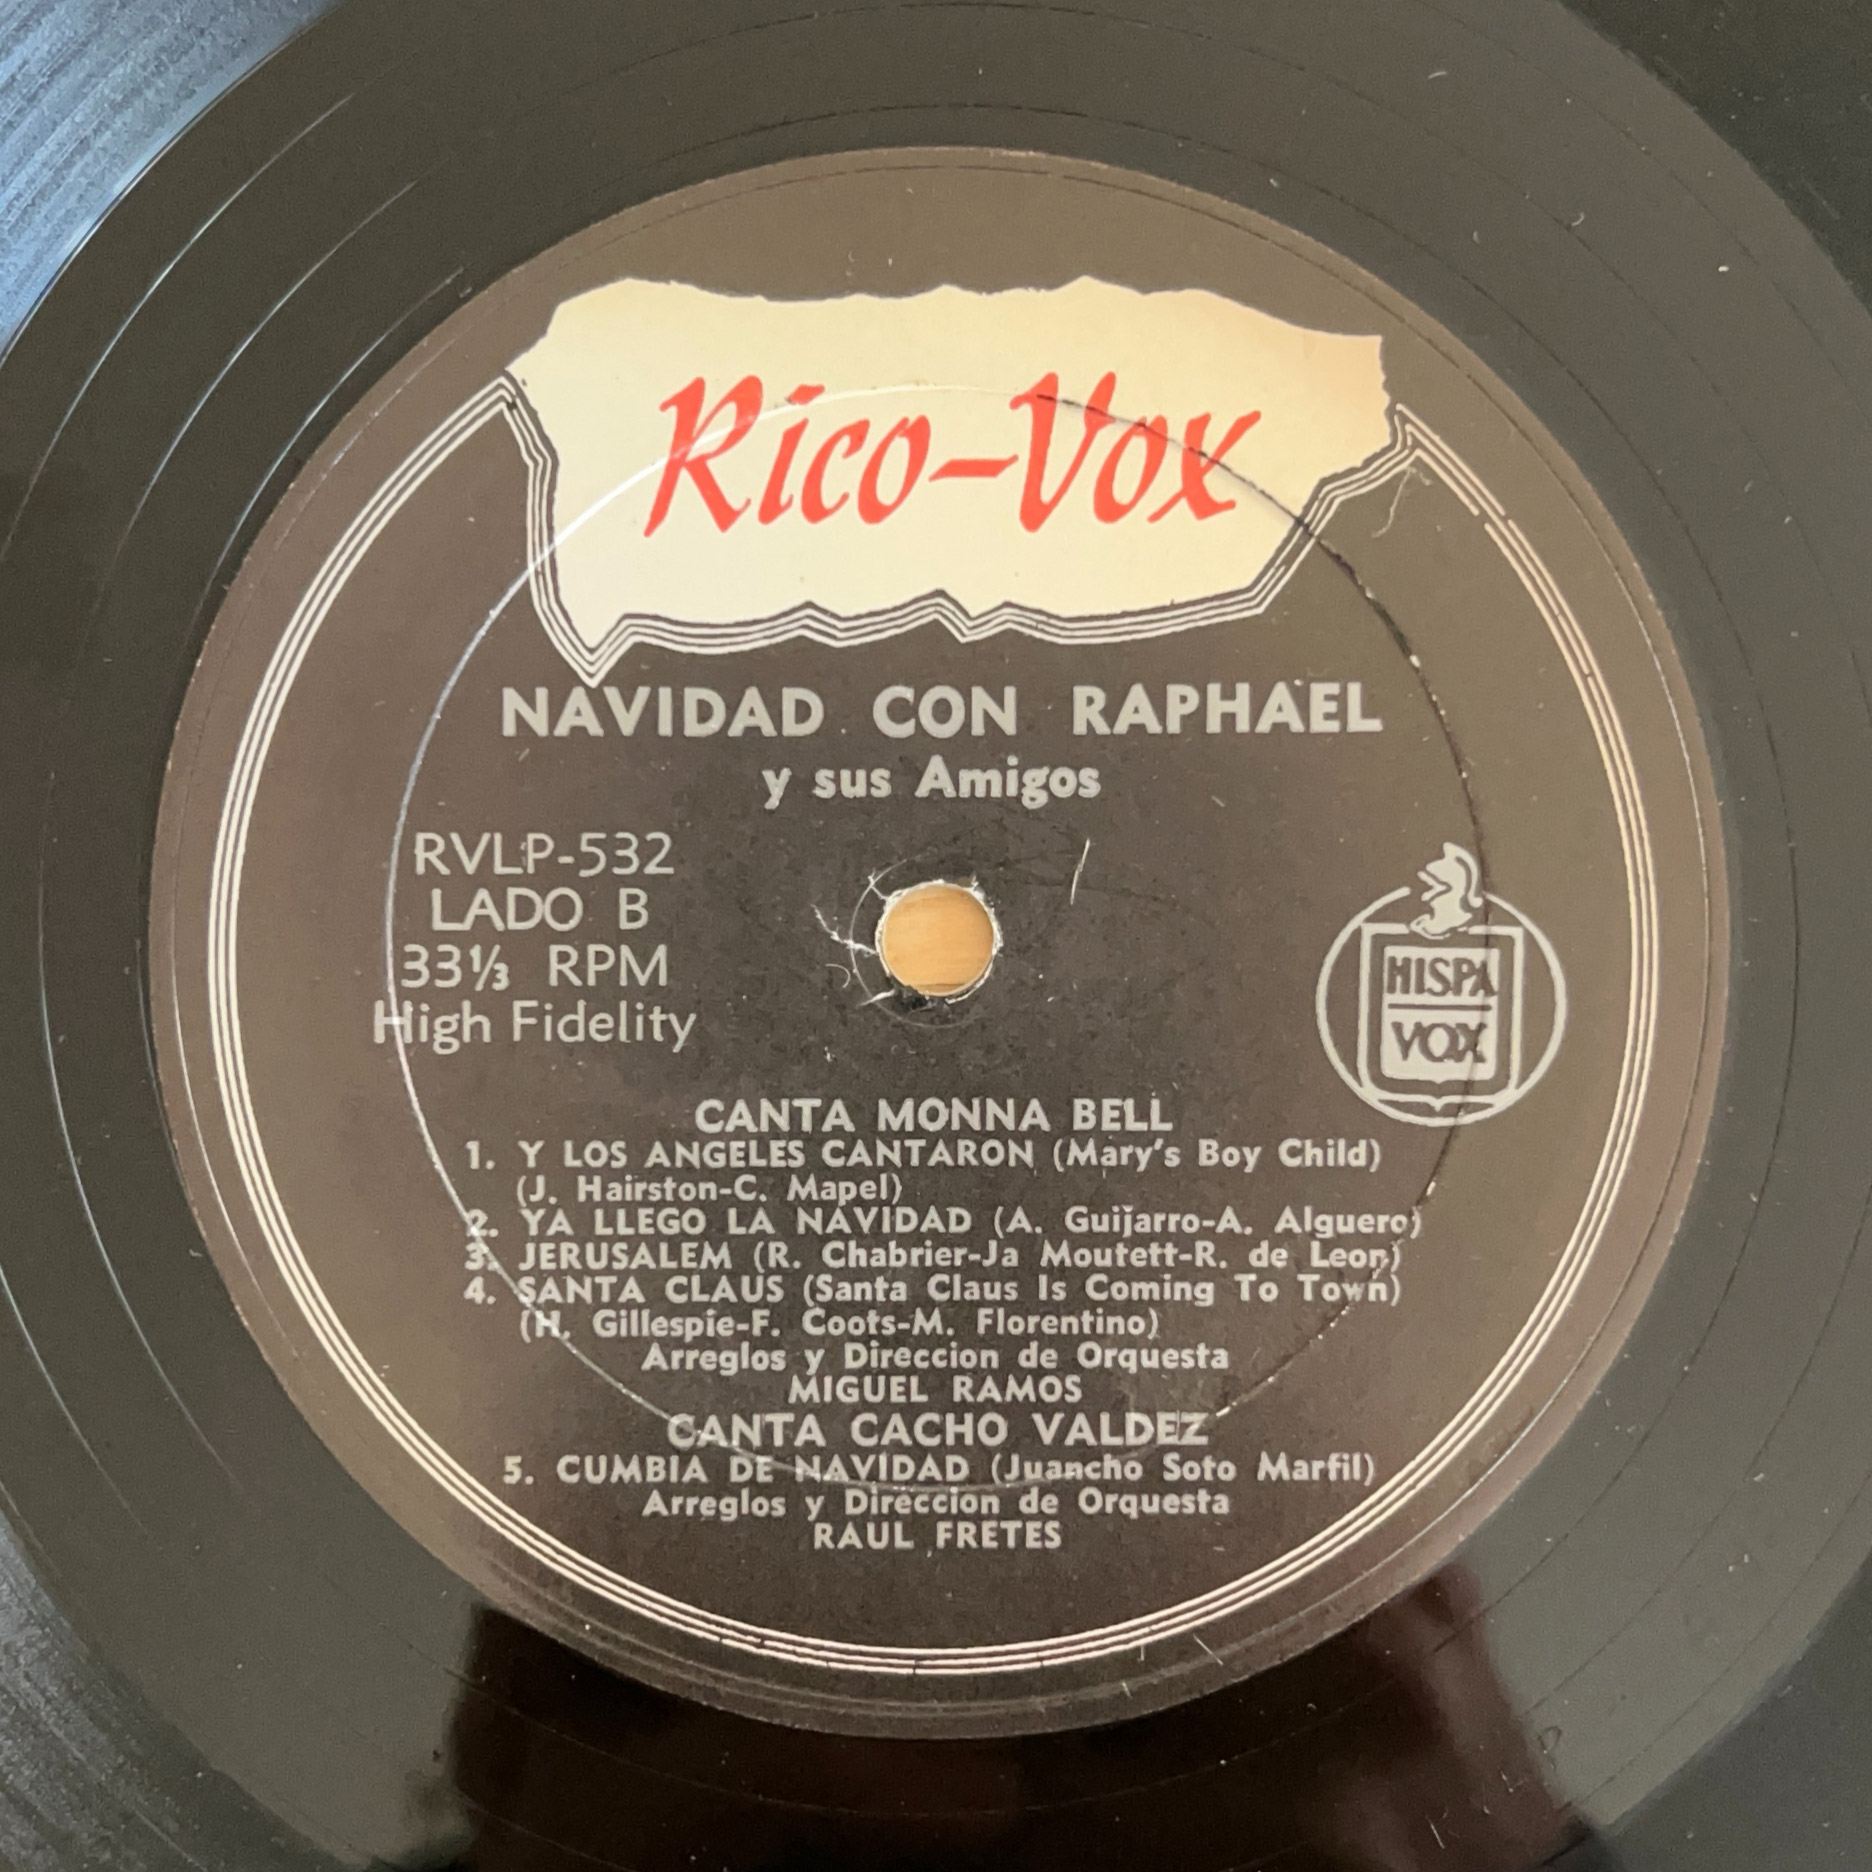 Rico-Vox
NAVIDAD CON RAPHAEL
y sus Amigos
RVLP-532
LADO B
33⅓ RPM
High Fidelity
HISPA
VOX
CANTA MONNA BELL
1. Y LOS ANGELES CANTARON (Mary's Boy Child)
(J. Hairston-C. Mapel)
2. YA LLEGO LA NAVIDAD (A. Guijarro-A. Alguero)
3. JERUSALEM (R. Chabrier-Ja Moutett-R. de Leon)
4. SANTA CLAUS (Santa Claus Is Coming To Town)
(H. Gillespie-F. Coots-M. Florentino)
Arreglos y Direccion de Orquesta
MIGUEL RAMOS
CANTA CACHO VALDEZ
5. CUMBIA DE NAVIDAD (Juancho Soto Marfil)
Arreglos y Direccion de Orquesta
RAUL FRETES